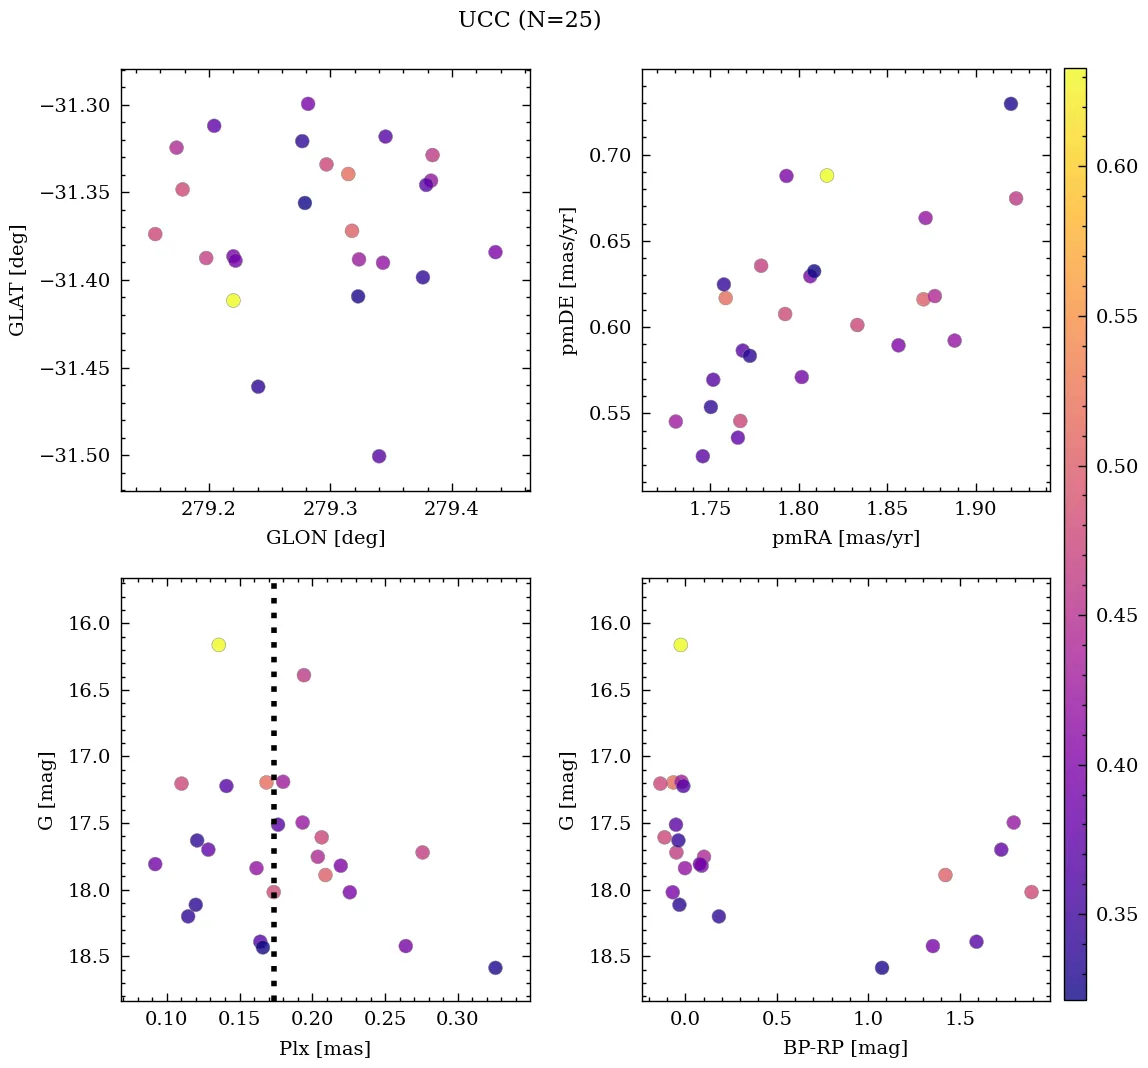 UCC (N=25)
−31.30
−31.35
−31.40
−31.45
−31.50
GLAT [deg]
279.2 279.3 279.4
GLON [deg]
0.70
0.65
0.60
0.55
pmDE [mas/yr]
1.75 1.80 1.85 1.90
pmRA [mas/yr]
16.0
16.5
17.0
17.5
18.0
18.5
G [mag]
0.10 0.15 0.20 0.25 0.30
Plx [mas]
16.0
16.5
17.0
17.5
18.0
18.5
G [mag]
0.0 0.5 1.0 1.5
BP-RP [mag]
0.60
0.55
0.50
0.45
0.40
0.35